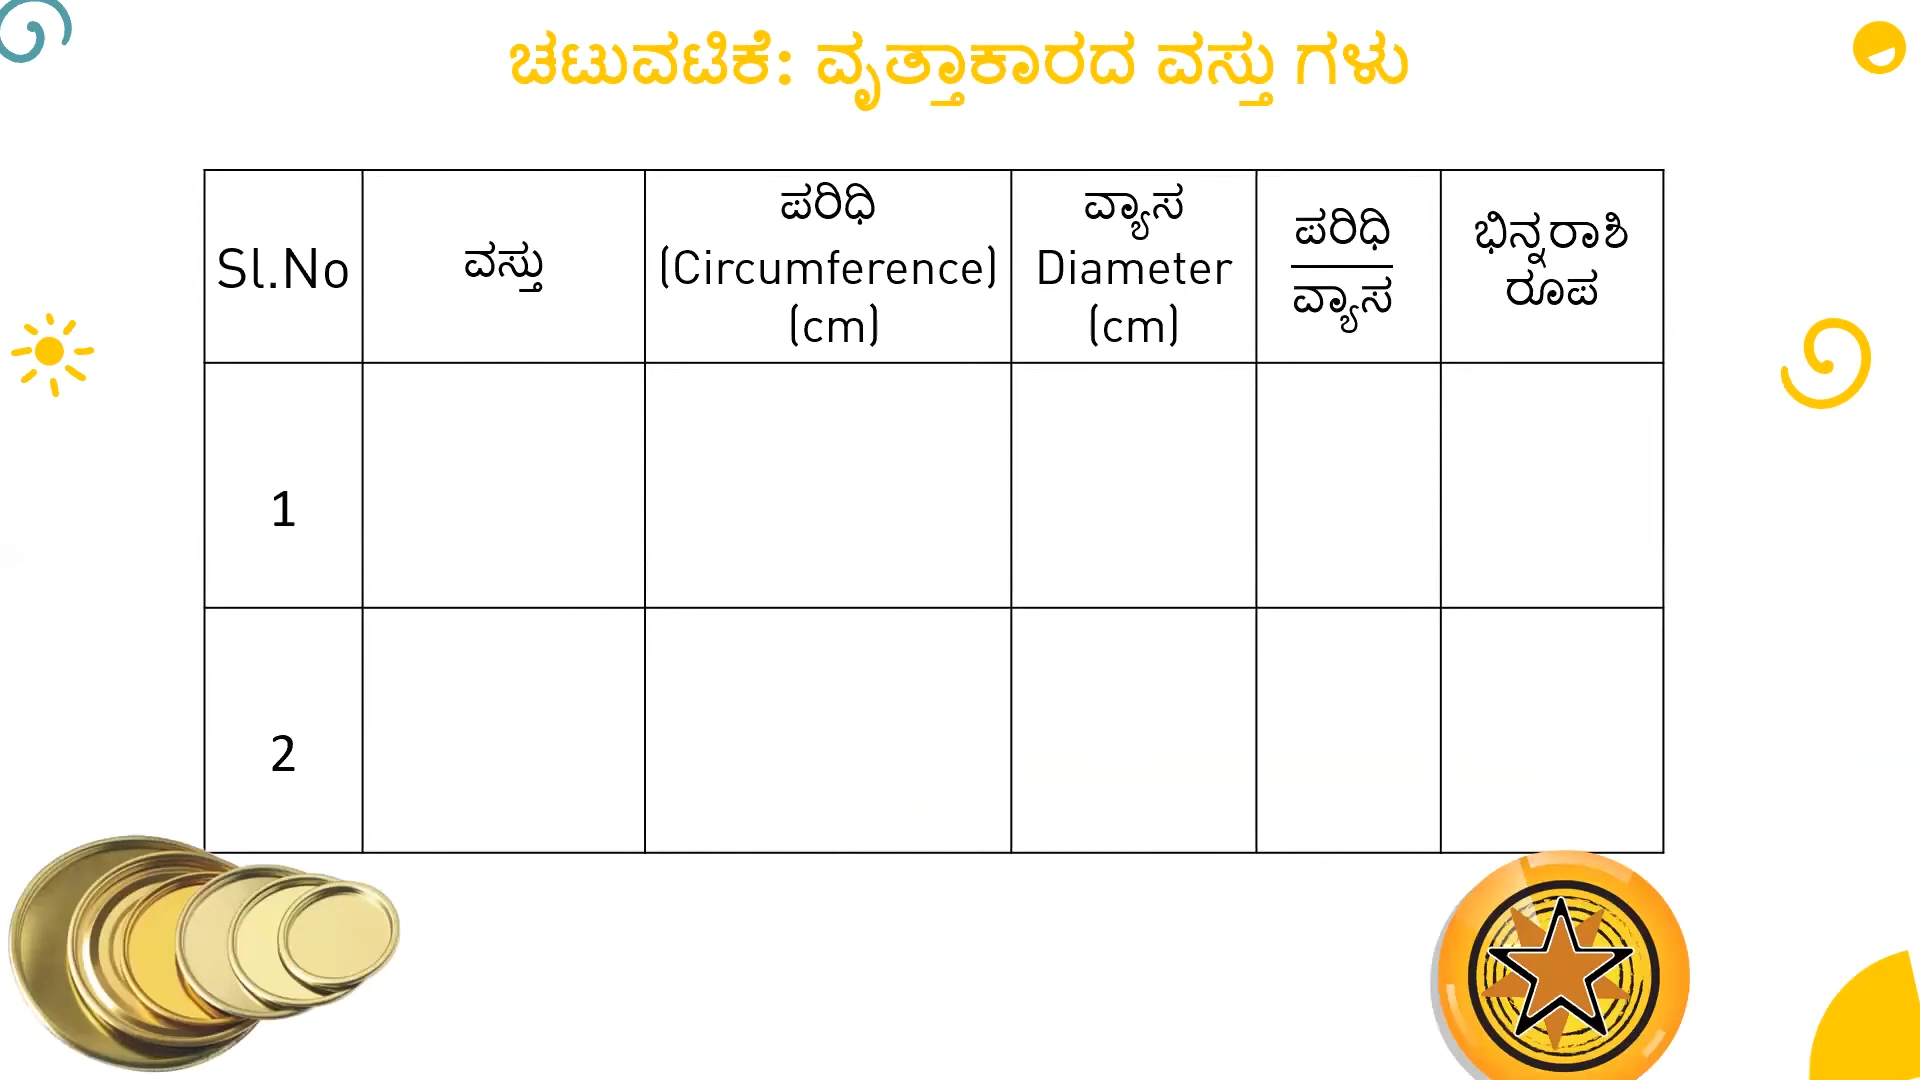 ಚಟುವಟಿಕೆ: ವೃತ್ತಾಕಾರದ ವಸ್ತು ಗಳು
Sl.No
ವಸ್ತು
ಪರಿಧಿ
(Circumference)
(cm)
ವ್ಯಾಸ
Diameter
(cm)
ಪರಿಧಿ
ವ್ಯಾಸ
ಭಿನ್ನರಾಶಿ
ರೂಪ
1
2